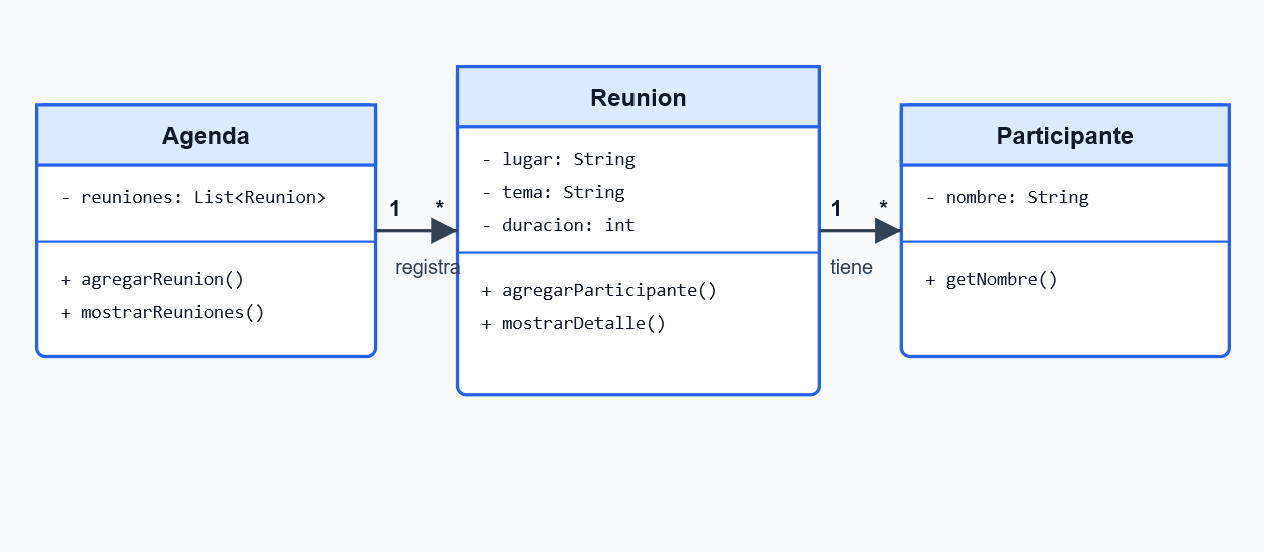 Agenda
- reuniones: List<Reunion>
+ agregarReunion()
+ mostrarReuniones()
1 *
registra
Reunion
- lugar: String
- tema: String
- duracion: int
+ agregarParticipante()
+ mostrarDetalle()
1 *
tiene
Participante
- nombre: String
+ getNombre()